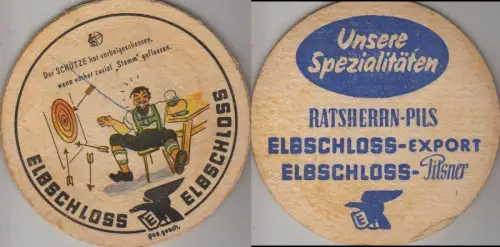 Der SCHÜTZE hat vorbeigeschossen,
wenn vorher zuviel „Stamm" geflossen.
ELBSCHLOSS
ELBSCHLOSS
E
ges. gesch.
Unsere
Spezialitäten
RATSHERRN-PILS
ELBSCHLOSS-EXPORT
ELBSCHLOSS-Pilsner
E